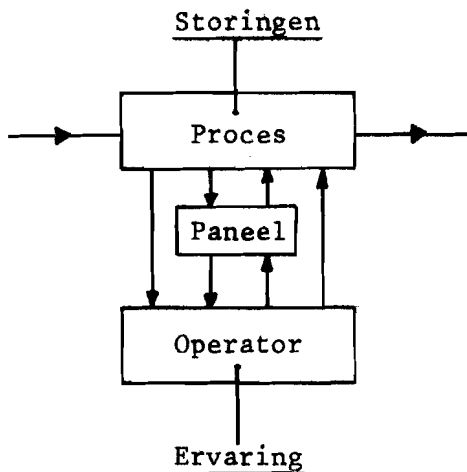 Storingen
Proces
Paneel
Operator
Ervaring